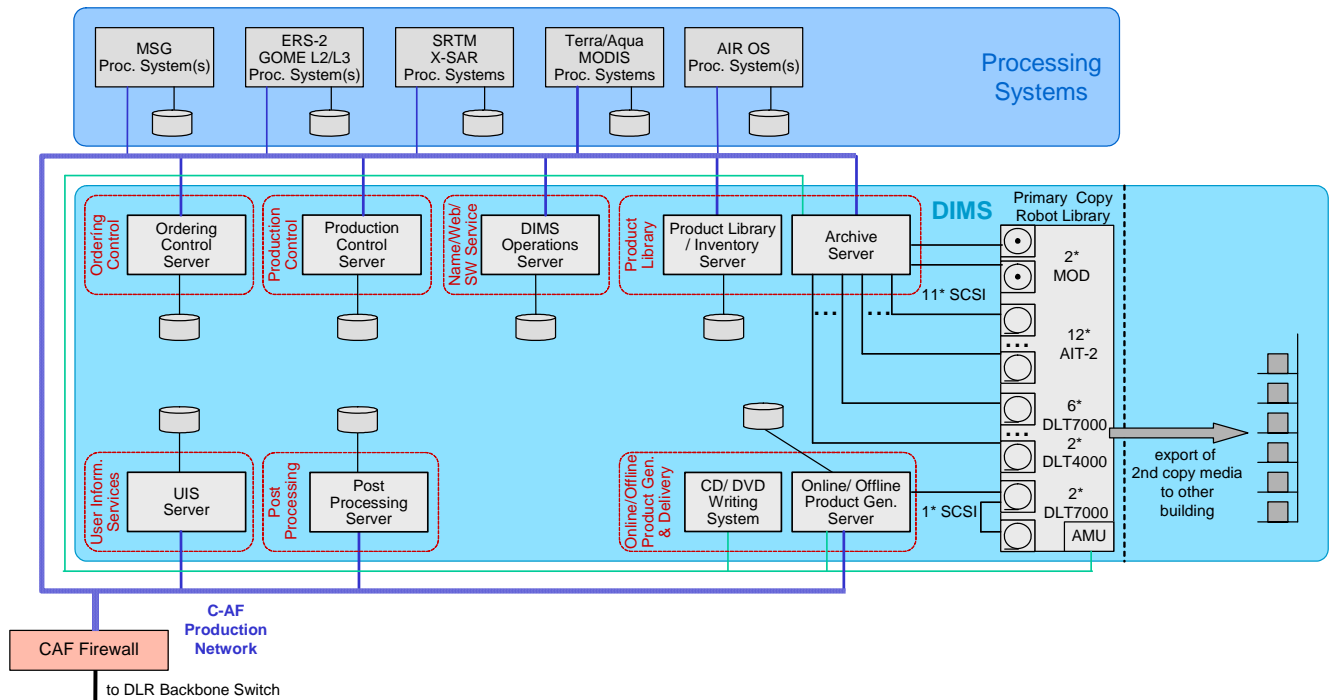 MSG
Proc. System(s)
ERS-2
GOME L2/L3
Proc. System(s)
SRTM
X-SAR
Proc. Systems
Terra/Aqua
MODIS
Proc. Systems
AIR OS
Proc. System(s)
Processing
Systems
Ordering
Control
Ordering
Control
Server
Production
Control
Production
Control
Server
Name/Web/
SW Service
DIMS
Operations
Server
Product
Library
Product Library
/ Inventory
Server
Archive
Server
DIMS
Primary Copy
Robot Library
2*
MOD
11* SCSI
...
...
...
12*
AIT-2
6*
DLT7000
...
2*
DLT4000
2*
DLT7000
AMU
1* SCSI
export of
2nd copy media
to other
building
User Inform.
Services
UIS
Server
Post
Processing
Post
Processing
Server
Online/Offline
Product Gen.
& Delivery
CD/ DVD
Writing
System
Online/ Offline
Product Gen.
Server
C-AF
Production
Network
CAF Firewall
to DLR Backbone Switch